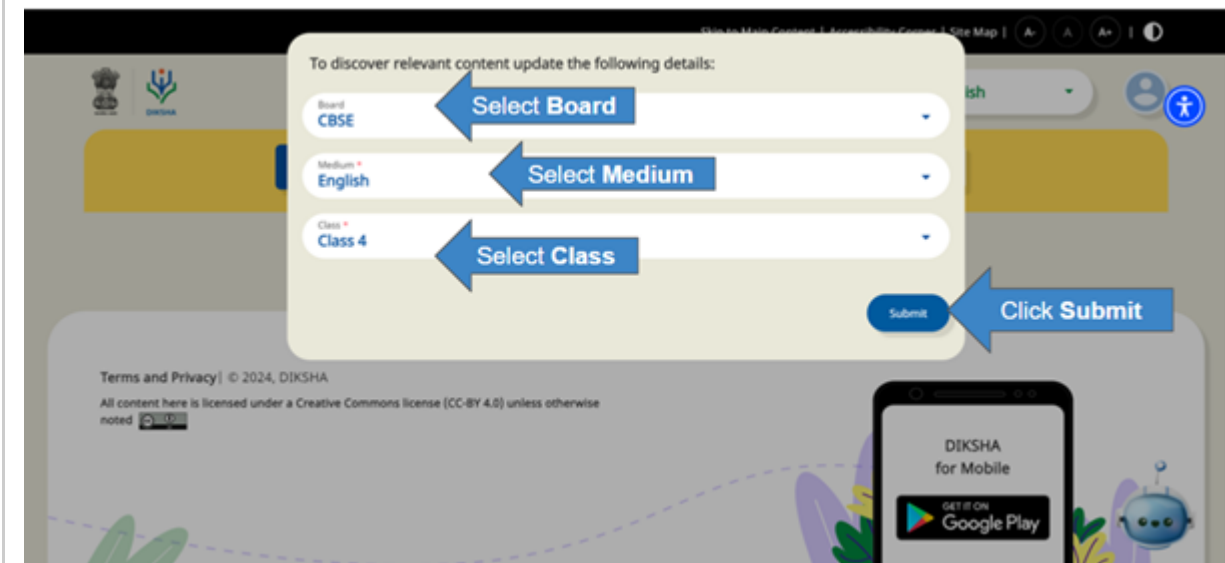 Skip to Main Content | Accessibility Corner | Site Map | A- A A+ |
To discover relevant content update the following details:
Board
CBSE
Select Board
ish
DIKSHA
Medium *
English
Select Medium
Class *
Class 4
Select Class
Submit
Click Submit
Terms and Privacy| © 2024, DIKSHA
All content here is licensed under a Creative Commons license (CC-BY 4.0) unless otherwise
noted
DIKSHA
for Mobile
GET IT ON
Google Play